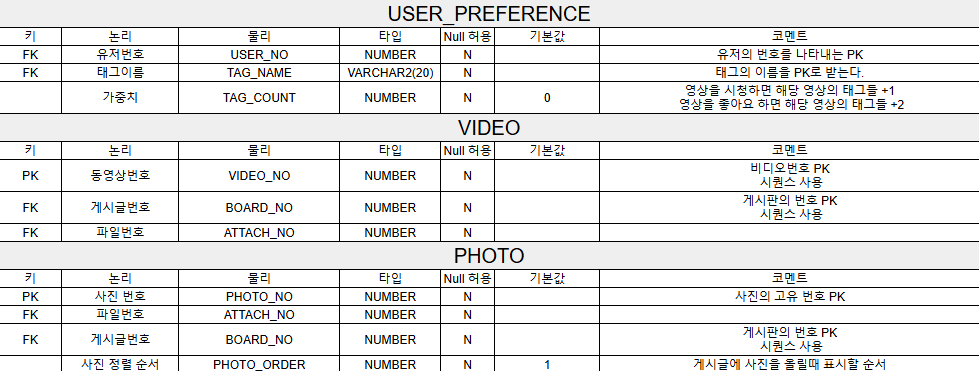 USER_PREFERENCE
키 논리 물리 타입 Null 허용 기본값 코멘트
FK 유저번호 USER_NO NUMBER N 유저의 번호를 나타내는 PK
FK 태그이름 TAG_NAME VARCHAR2(20) N 태그의 이름을 PK로 받는다.
가중치 TAG_COUNT NUMBER N 0 영상을 시청하면 해당 영상의 태그들 +1
영상을 좋아요 하면 해당 영상의 태그들 +2
VIDEO
키 논리 물리 타입 Null 허용 기본값 코멘트
PK 동영상번호 VIDEO_NO NUMBER N 비디오번호 PK
시퀀스 사용
FK 게시글번호 BOARD_NO NUMBER N 게시판의 번호 PK
시퀀스 사용
FK 파일번호 ATTACH_NO NUMBER N
PHOTO
키 논리 물리 타입 Null 허용 기본값 코멘트
PK 사진 번호 PHOTO_NO NUMBER N 사진의 고유 번호 PK
FK 파일번호 ATTACH_NO NUMBER N
FK 게시글번호 BOARD_NO NUMBER N 게시판의 번호 PK
시퀀스 사용
사진 정렬 순서 PHOTO_ORDER NUMBER N 1 게시글에 사진을 올릴때 표시할 순서